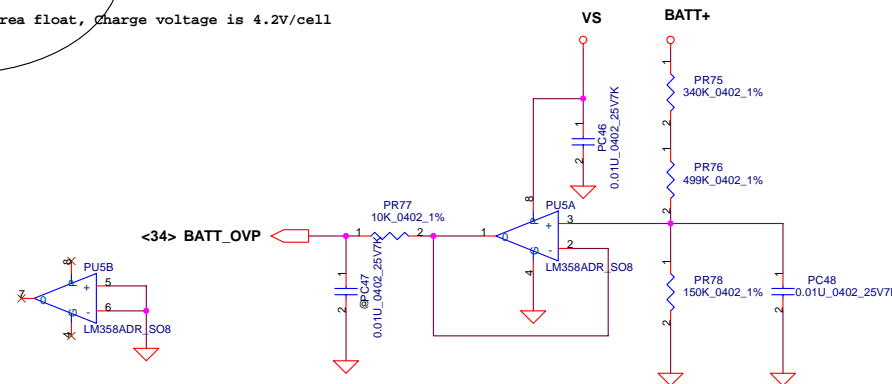 rea float, Charge voltage is 4.2V/cell
VS
BATT+
1
PR75
340K_0402_1%
2
1
PC46
0.01U_0402_25V7K
2
1
PR76
499K_0402_1%
2
8
PU5A
PR77
10K_0402_1%
<34> BATT_OVP
1
2
1
0
P
G
+
-
3
2
4
LM358ADR_SO8
1
@PC47
0.01U_0402_25V7K
2
1
PR78
150K_0402_1%
2
1
PC48
0.01U_0402_25V7
2
8
PU5B
7
0
P
G
+
-
5
6
4
LM358ADR_SO8